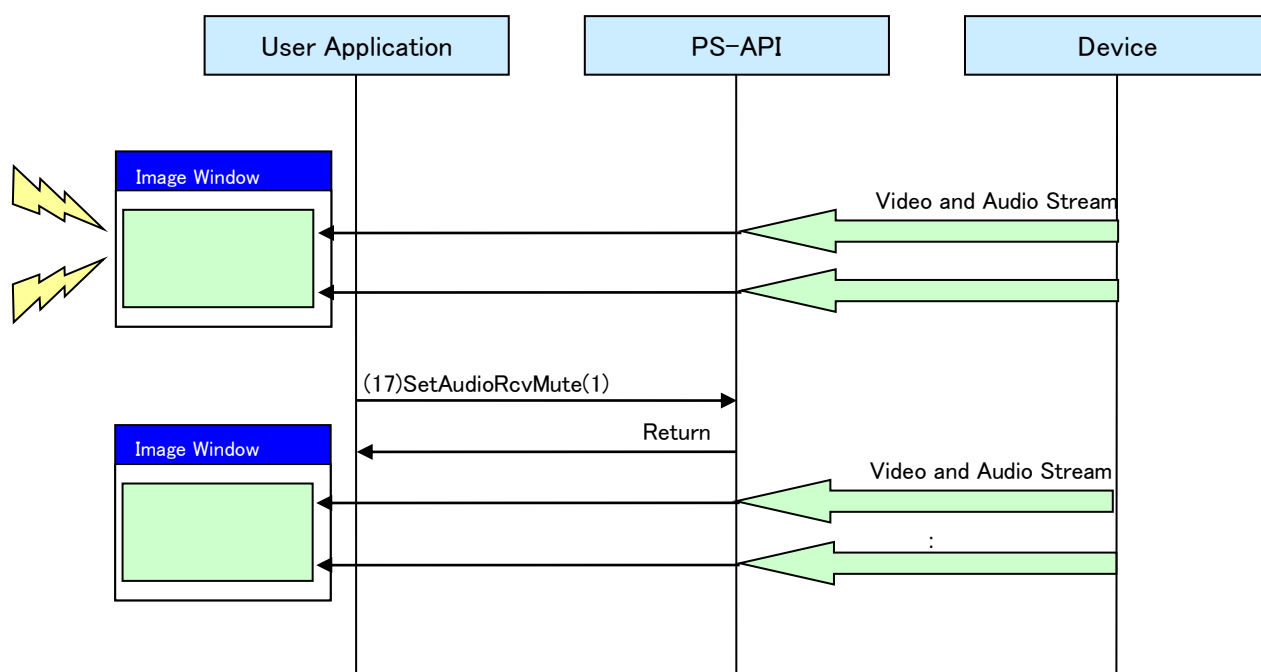 User Application
PS-API
Device
Image Window
Video and Audio Stream
(17)SetAudioRcvMute(1)
Return
Image Window
Video and Audio Stream
: